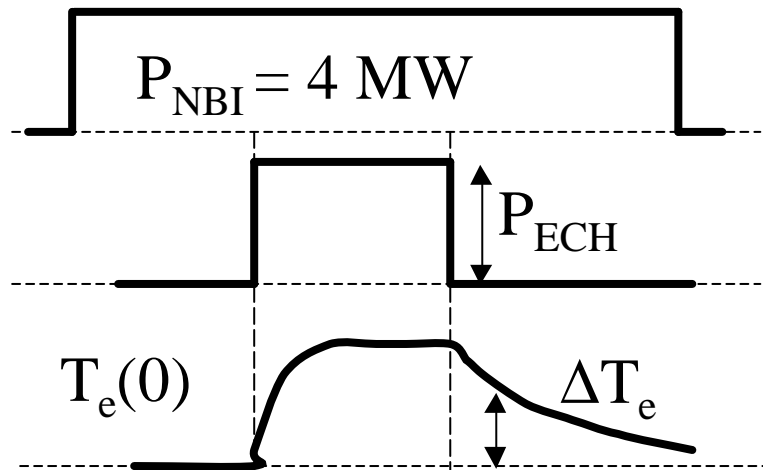 P_NBI = 4 MW
P_ECH
T_e(0)
ΔT_e